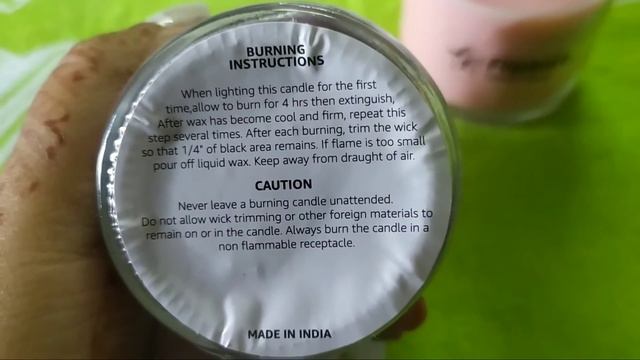 BURNING
INSTRUCTIONS
When lighting this candle for the first
time,allow to burn for 4 hrs then extinguish,
After wax has become cool and firm, repeat this
step several times. After each burning, trim the wick
so that 1/4" of black area remains. If flame is too small
pour off liquid wax. Keep away from draught of air.
CAUTION
Never leave a burning candle unattended.
Do not allow wick trimming or other foreign materials to
remain on or in the candle. Always burn the candle in a
non flammable receptacle.
MADE IN INDIA